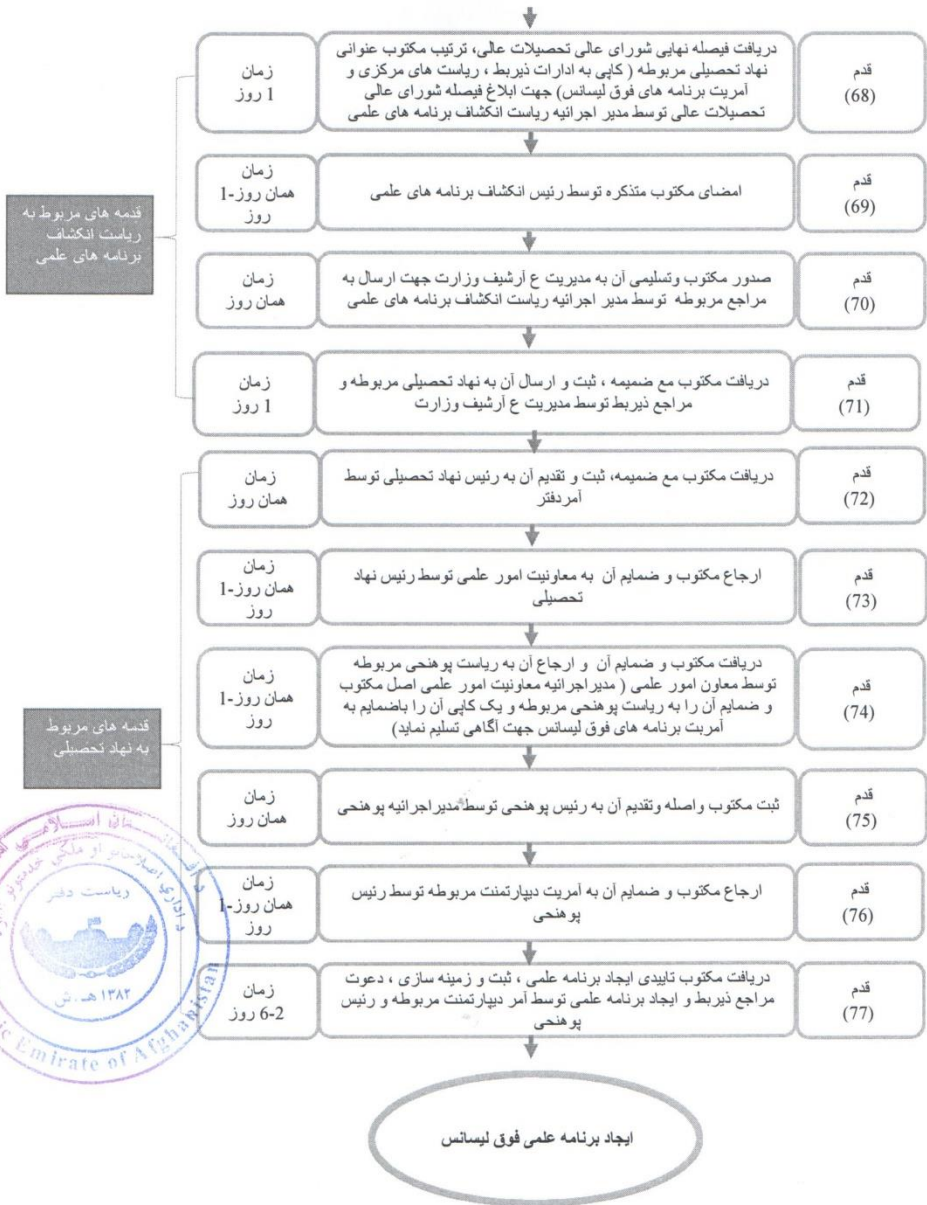 قدم
(68)
دریافت فیصله نهایی شورای عالی تحصیلات عالی، ترتیب مکتوب عنوانی
نهاد تحصیلی مربوطه ( کاپی به ادارات ذیربط ، ریاست های مرکزی و
آمریت برنامه های فوق لیسانس) جهت ابلاغ فیصله شورای عالی
تحصیلات عالی توسط مدیر اجرائیه ریاست انکشاف برنامه های علمی
زمان
1 روز
قدم
(69)
امضای مکتوب متذکره توسط رئیس انکشاف برنامه های علمی
زمان
همان روز-1
روز
قدمه های مربوط به
ریاست انکشاف
برنامه های علمی
قدم
(70)
صدور مکتوب وتسلیمی آن به مدیریت ع آرشیف وزارت جهت ارسال به
مراجع مربوطه توسط مدیر اجرائیه ریاست انکشاف برنامه های علمی
زمان
همان روز
قدم
(71)
دریافت مکتوب مع ضمیمه ، ثبت و ارسال آن به نهاد تحصیلی مربوطه و
مراجع ذیربط توسط مدیریت ع آرشیف وزارت
زمان
1 روز
قدم
(72)
دریافت مکتوب مع ضمیمه، ثبت و تقدیم آن به رئیس نهاد تحصیلی توسط
آمردفتر
زمان
همان روز
قدم
(73)
ارجاع مکتوب و ضمایم آن به معاونیت امور علمی توسط رئیس نهاد
تحصیلی
زمان
همان روز-1
روز
قدم
(74)
دریافت مکتوب و ضمایم آن و ارجاع آن به ریاست پوهنحی مربوطه
توسط معاون امور علمی ( مدیراجرائیه معاونیت امور علمی اصل مکتوب
و ضمایم آن را به ریاست پوهنحی مربوطه و یک کاپی آن را باضمایم به
آمریت برنامه های فوق لیسانس جهت آگاهی تسلیم نماید)
زمان
همان روز-1
روز
قدمه های مربوط
به نهاد تحصیلی
قدم
(75)
ثبت مکتوب واصله وتقدیم آن به رئیس پوهنحی توسط مدیراجرائیه پوهنحی
زمان
همان روز
قدم
(76)
ارجاع مکتوب و ضمایم آن به آمریت دیپارتمنت مربوطه توسط رئیس
پوهنحی
زمان
همان روز-1
روز
قدم
(77)
دریافت مکتوب تاییدی ایجاد برنامه علمی ، ثبت و زمینه سازی ، دعوت
مراجع ذیربط و ایجاد برنامه علمی توسط آمر دیپارتمنت مربوطه و رئیس
پوهنحی
زمان
6-2 روز
ایجاد برنامه علمی فوق لیسانس
ریاست دفتر
۱۳۸۲ هـ.ش
Emirate of Afghanistan